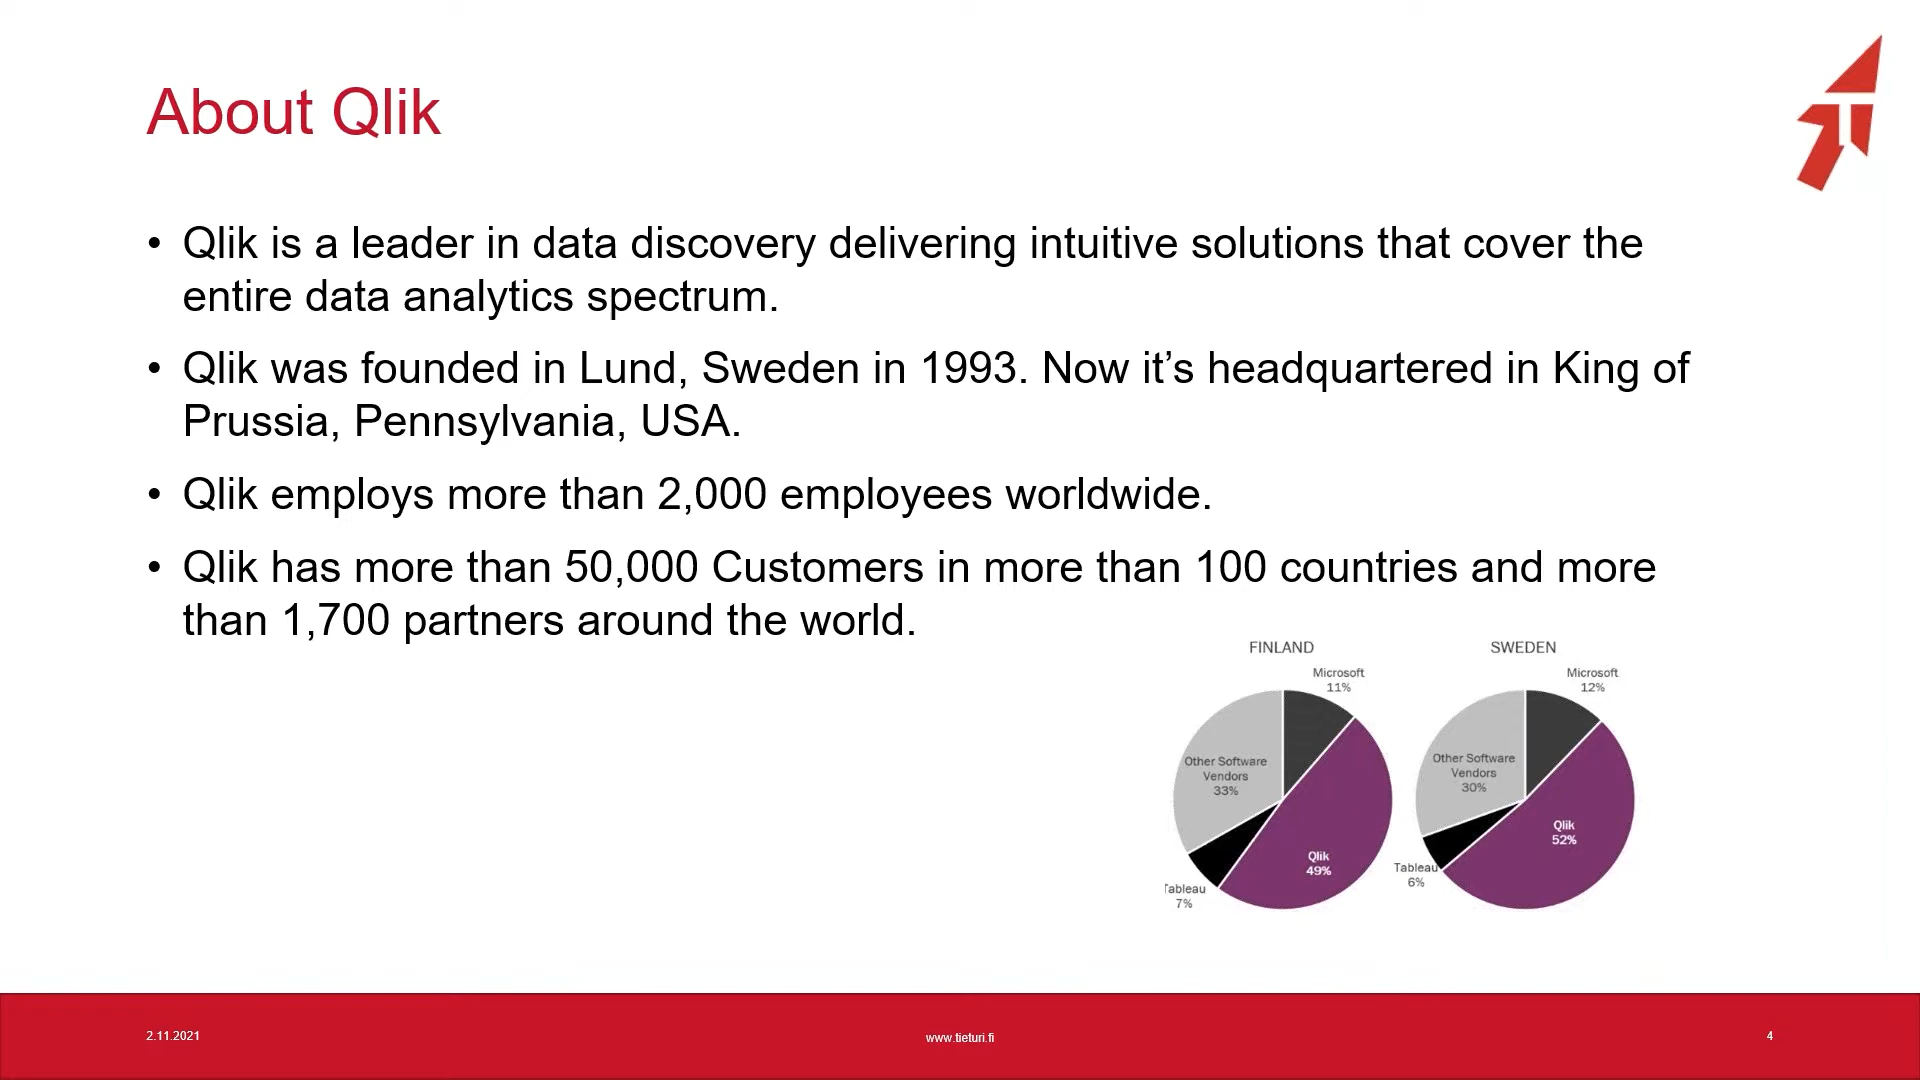 About Qlik
• Qlik is a leader in data discovery delivering intuitive solutions that cover the
entire data analytics spectrum.
• Qlik was founded in Lund, Sweden in 1993. Now it’s headquartered in King of
Prussia, Pennsylvania, USA.
• Qlik employs more than 2,000 employees worldwide.
• Qlik has more than 50,000 Customers in more than 100 countries and more
than 1,700 partners around the world.
FINLAND
Microsoft
11%
Other Software
Vendors
33%
Qlik
49%
Tableau
7%
SWEDEN
Microsoft
12%
Other Software
Vendors
30%
Qlik
52%
Tableau
6%
2.11.2021
www.tieturi.fi
4